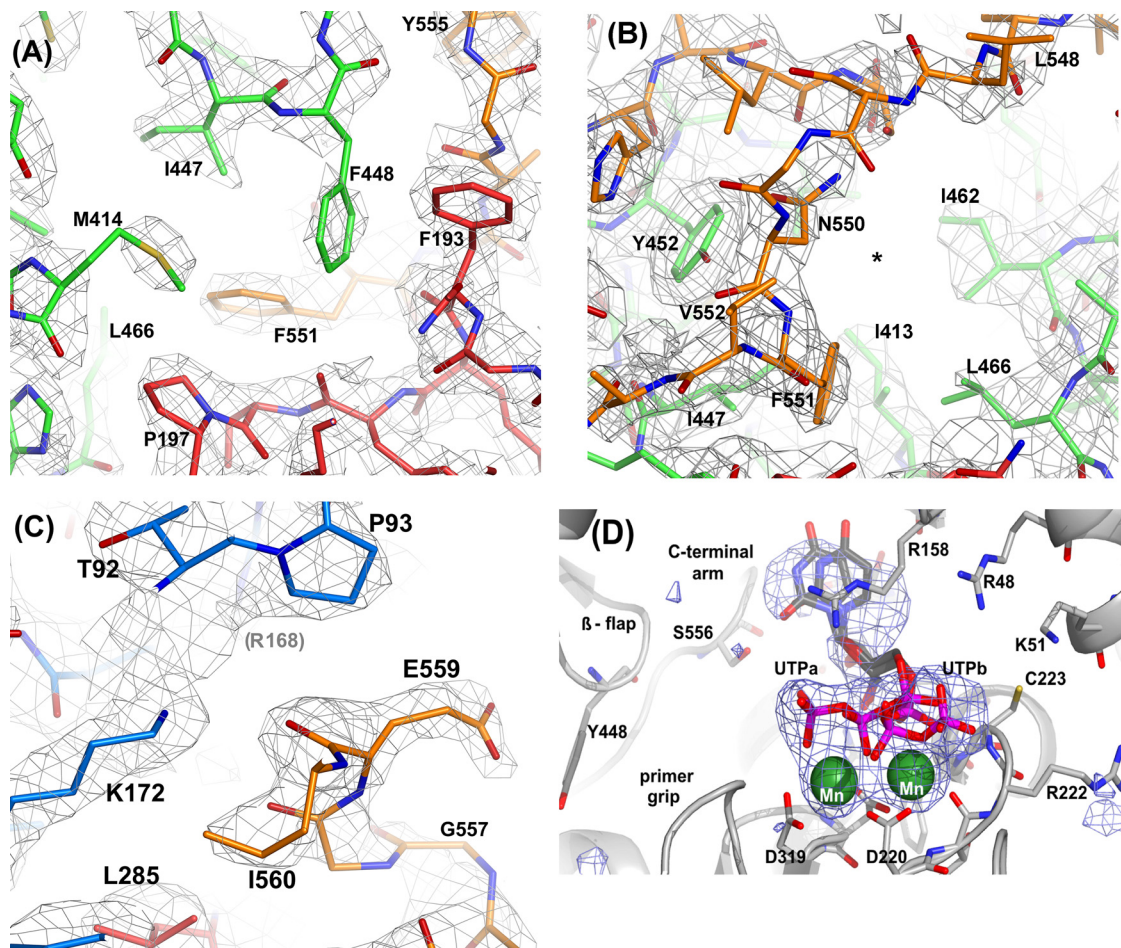 (A)
Y555
I447
F448
M414
F193
L466
F551
P197
(B)
L548
I462
N550
Y452
*
V552
I413
L466
F551
I447
(C)
P93
T92
(R168)
E559
K172
G557
L285
I560
(D)
C-terminal
arm
R158
R48
ß - flap
S556
K51
UTPa
UTPb
C223
Y448
primer
grip
Mn
Mn
R222
D319
D220